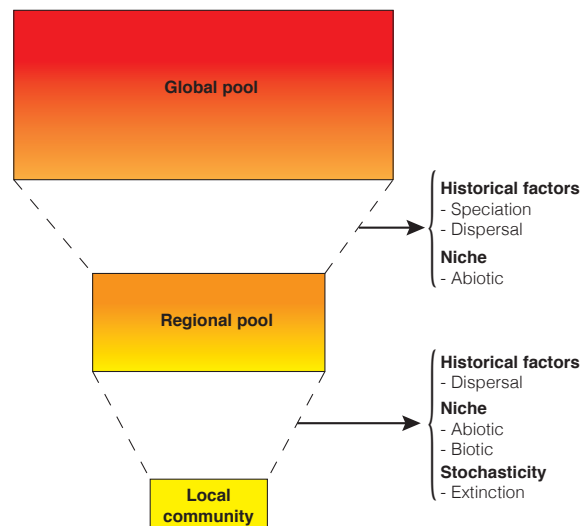 Global pool
Historical factors
- Speciation
- Dispersal
Niche
- Abiotic
Regional pool
Historical factors
- Dispersal
Niche
- Abiotic
- Biotic
Stochasticity
- Extinction
Local
community